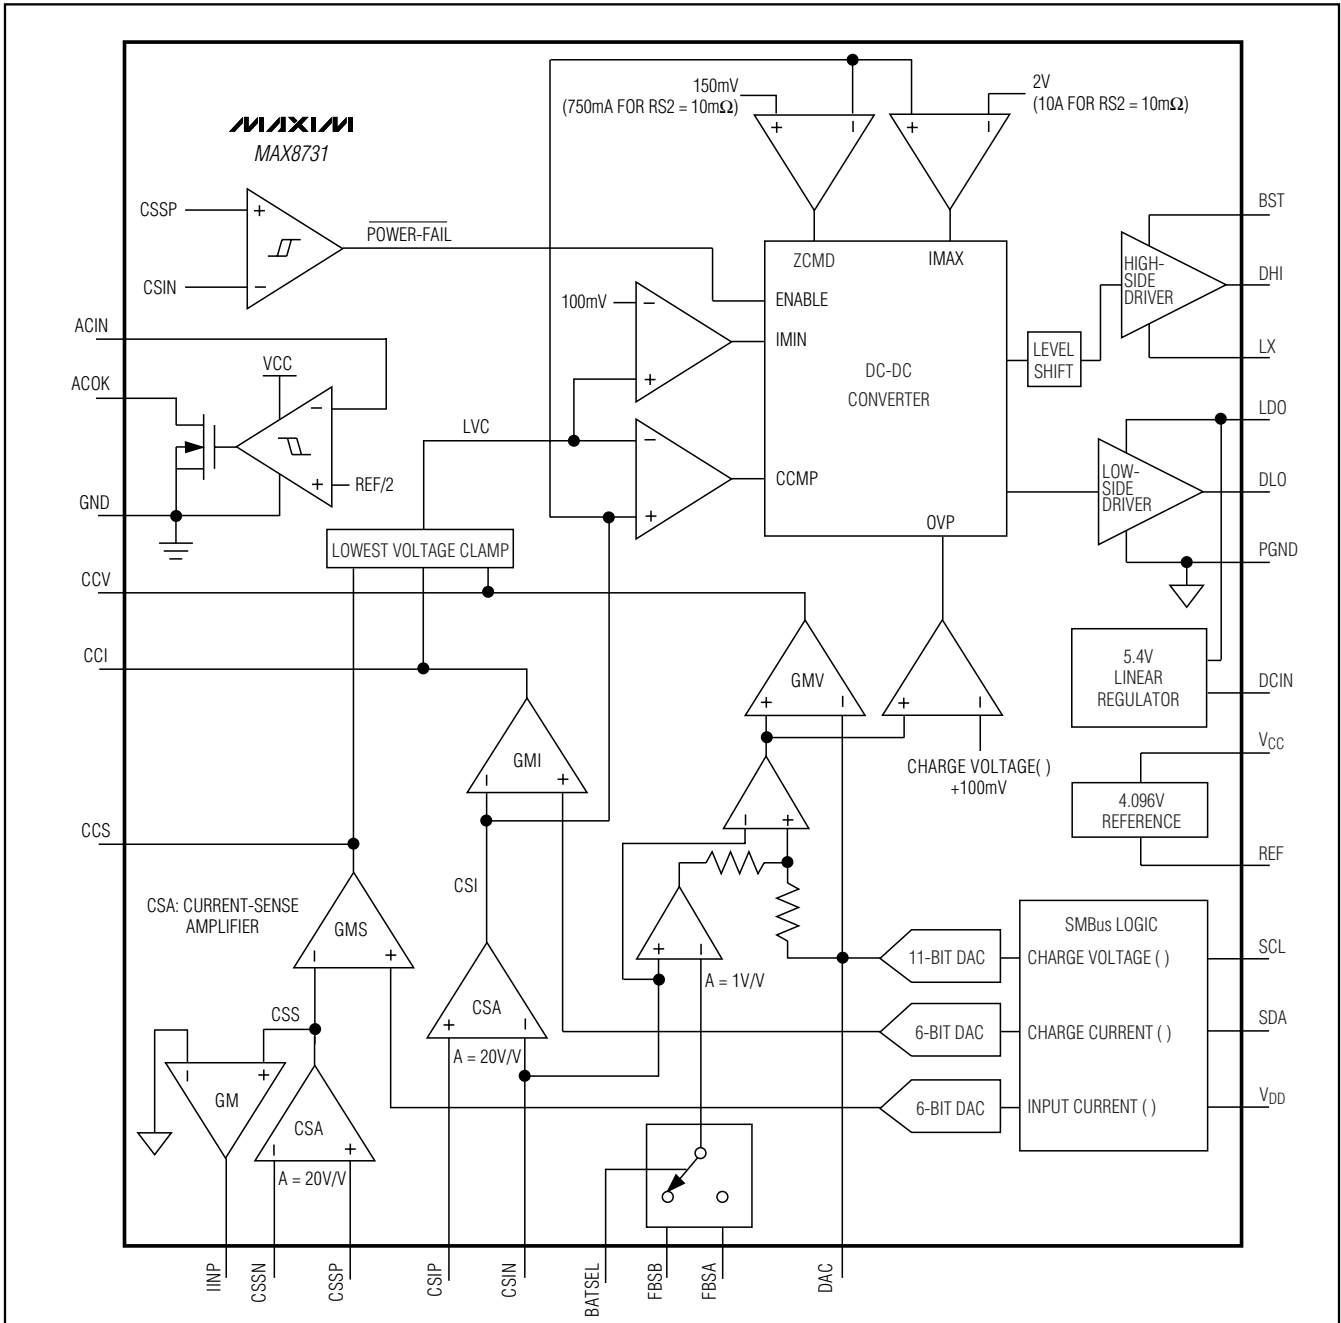 MAXIM
MAX8731
150mV
(750mA FOR RS2 = 10mΩ)
2V
(10A FOR RS2 = 10mΩ)
+
−
+
−
CSSP
+
POWER-FAIL
CSIN
−
ZCMD
IMAX
ENABLE
100mV
−
IMIN
+
DC-DC
CONVERTER
LEVEL
SHIFT
HIGH-
SIDE
DRIVER
BST
DHI
LX
ACIN
ACOK
VCC
−
+
REF/2
GND
LVC
−
CCMP
+
OVP
LOW-
SIDE
DRIVER
LDO
DLO
PGND
LOWEST VOLTAGE CLAMP
CCV
CCI
CCS
GMV
+
−
+
−
CHARGE VOLTAGE( )
+100mV
5.4V
LINEAR
REGULATOR
DCIN
VCC
4.096V
REFERENCE
REF
GMI
−
+
−
+
CSI
CSA: CURRENT-SENSE
AMPLIFIER
GMS
−
+
+
−
A = 1V/V
CSA
+
−
A = 20V/V
11-BIT DAC
6-BIT DAC
6-BIT DAC
SMBus LOGIC
CHARGE VOLTAGE ( )
CHARGE CURRENT ( )
INPUT CURRENT ( )
SCL
SDA
VDD
CSS
−
+
GM
CSA
−
+
A = 20V/V
IINP
CSSN
CSSP
CSIP
CSIN
BATSEL
FBSB
FBSA
DAC